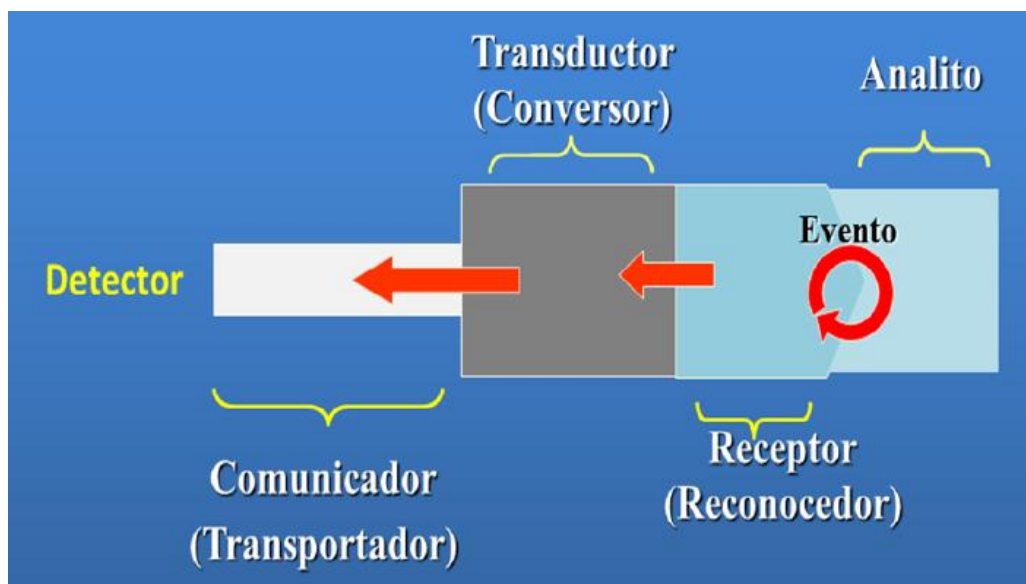 Transductor
(Conversor)
Analito
Evento
Detector
Comunicador
(Transportador)
Receptor
(Reconocedor)